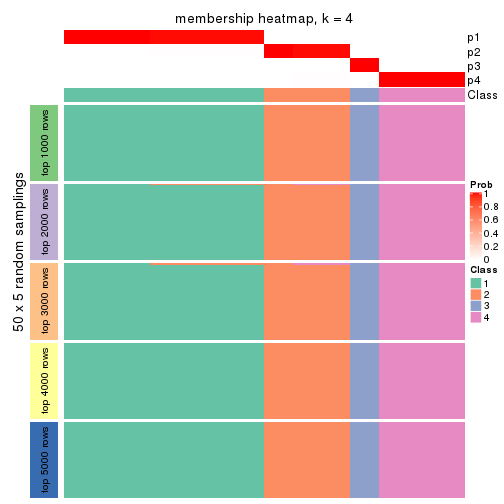 membership heatmap, k = 4
p1
p2
p3
p4
Class
50 x 5 random samplings
top 1000 rows
top 2000 rows
top 3000 rows
top 4000 rows
top 5000 rows
Prob
1
0.8
0.6
0.4
0.2
0
Class
1
2
3
4